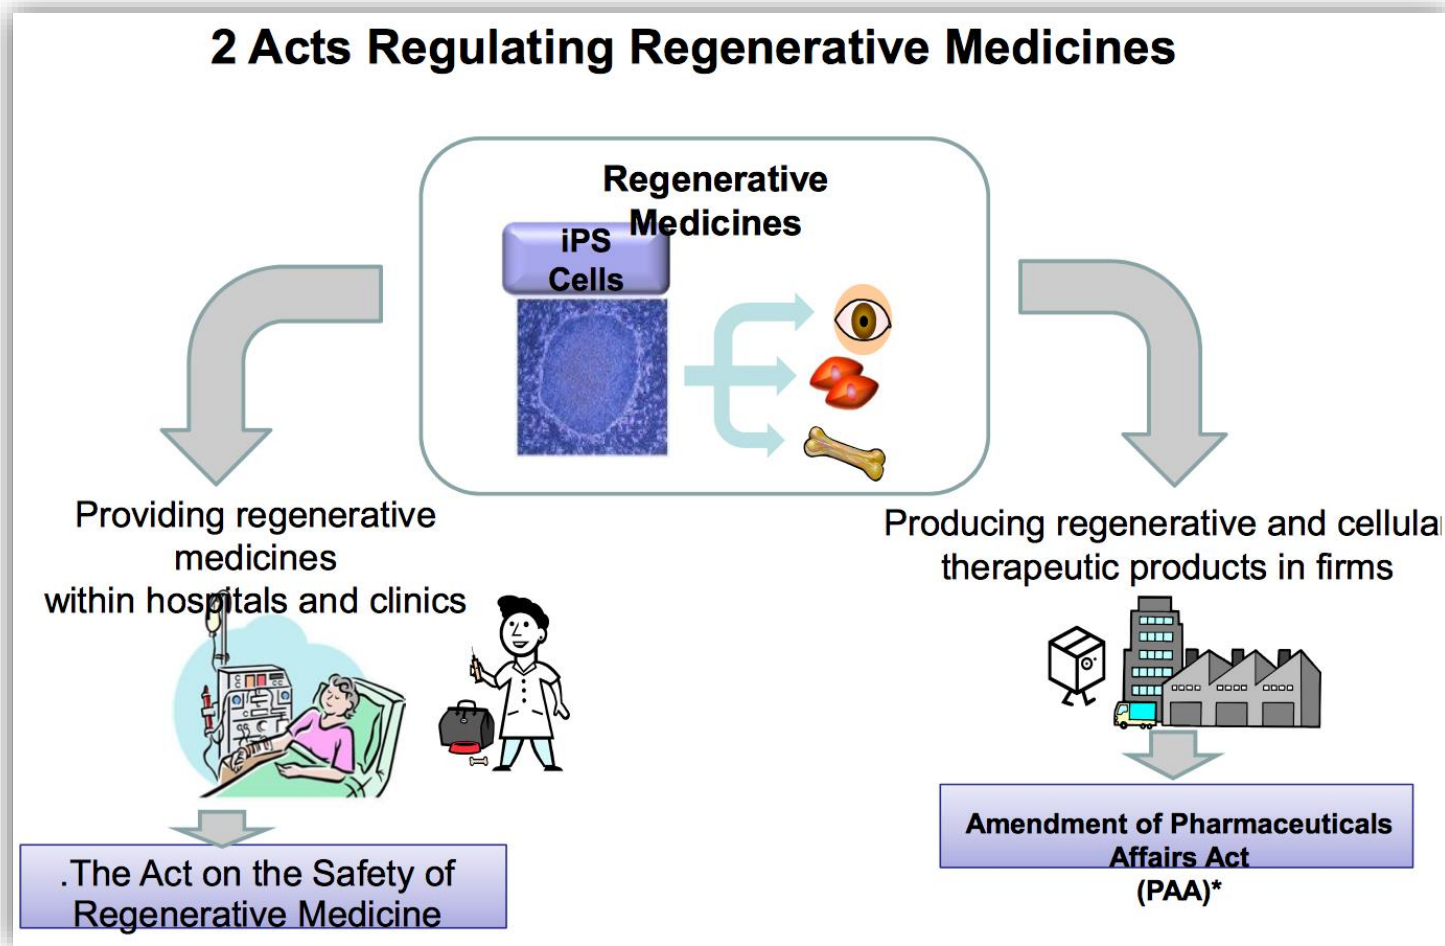 2 Acts Regulating Regenerative Medicines
Regenerative
Medicines
iPS
Cells
Providing regenerative
medicines
within hospitals and clinics
Producing regenerative and cellular
therapeutic products in firms
.The Act on the Safety of
Regenerative Medicine
Amendment of Pharmaceuticals
Affairs Act
(PAA)*